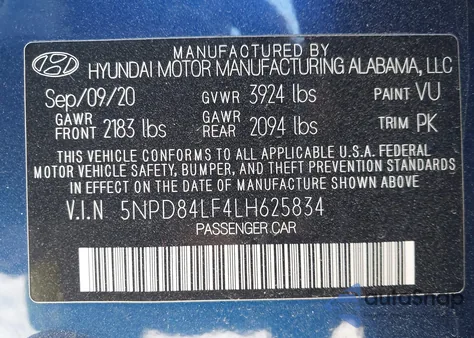 MANUFACTURED BY
HYUNDAI MOTOR MANUFACTURING ALABAMA, LLC
Sep/09/20 GVWR 3924 lbs PAINT VU
GAWR FRONT 2183 lbs GAWR REAR 2094 lbs TRIM PK
THIS VEHICLE CONFORMS TO ALL APPLICABLE U.S.A. FEDERAL
MOTOR VEHICLE SAFETY, BUMPER, AND THEFT PREVENTION STANDARDS
IN EFFECT ON THE DATE OF MANUFACTURE SHOWN ABOVE
V.I.N 5NPD84LF4LH625834
PASSENGER CAR
autoSnap